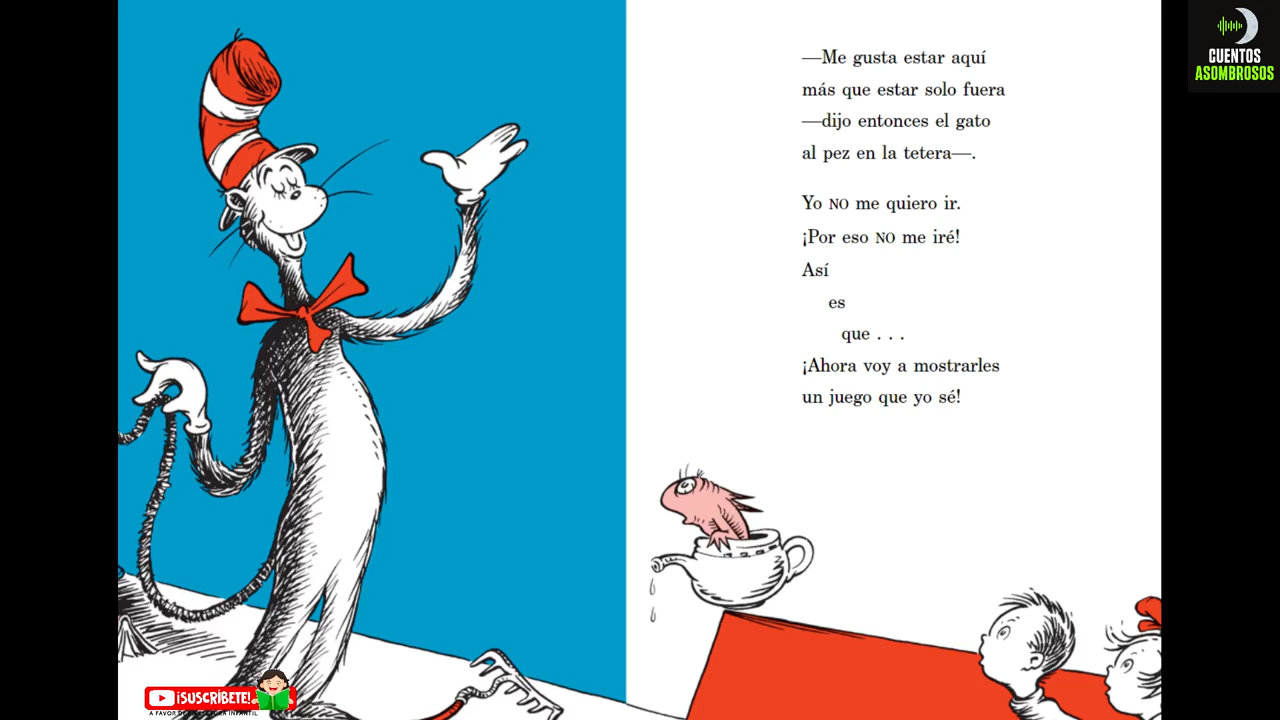 —Me gusta estar aquí
más que estar solo fuera
—dijo entonces el gato
al pez en la tetera—.
Yo NO me quiero ir.
¡Por eso NO me iré!
Así
es
que . . .
¡Ahora voy a mostrarles
un juego que yo sé!
CUENTOS
ASOMBROSOS
¡SUSCRÍBETE!